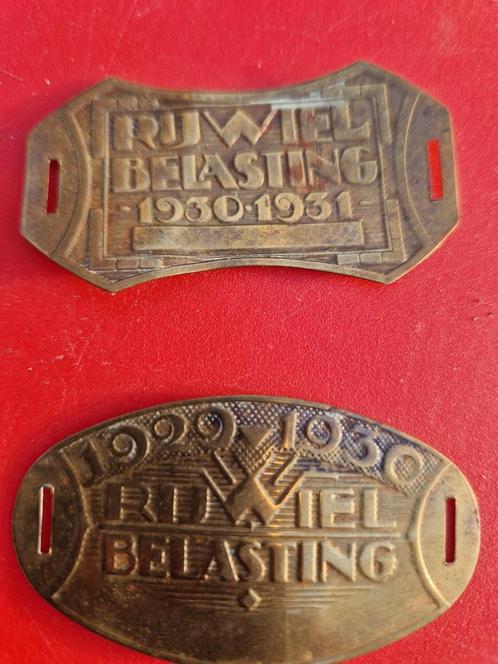 RIJWIEL
BELASTING
-1930·1931-
1929·1930
RIJWIEL
BELASTING